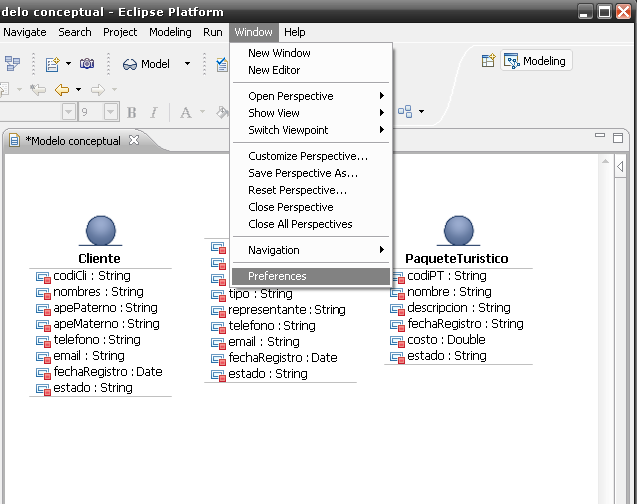 delo conceptual - Eclipse Platform
Navigate Search Project Modeling Run Window Help
Model
Modeling
9 B I A
*Modelo conceptual
New Window
New Editor
Open Perspective
Show View
Switch Viewpoint
Customize Perspective...
Save Perspective As...
Reset Perspective...
Close Perspective
Close All Perspectives
Navigation
Preferences
Cliente
codiCli : String
nombres : String
apePaterno : String
apeMaterno : String
telefono : String
email : String
fechaRegistro : Date
estado : String
tipo : String
representante : String
telefono : String
email : String
fechaRegistro : Date
estado : String
PaqueteTuristico
codiPT : String
nombre : String
descripcion : String
fechaRegistro : String
costo : Double
estado : String